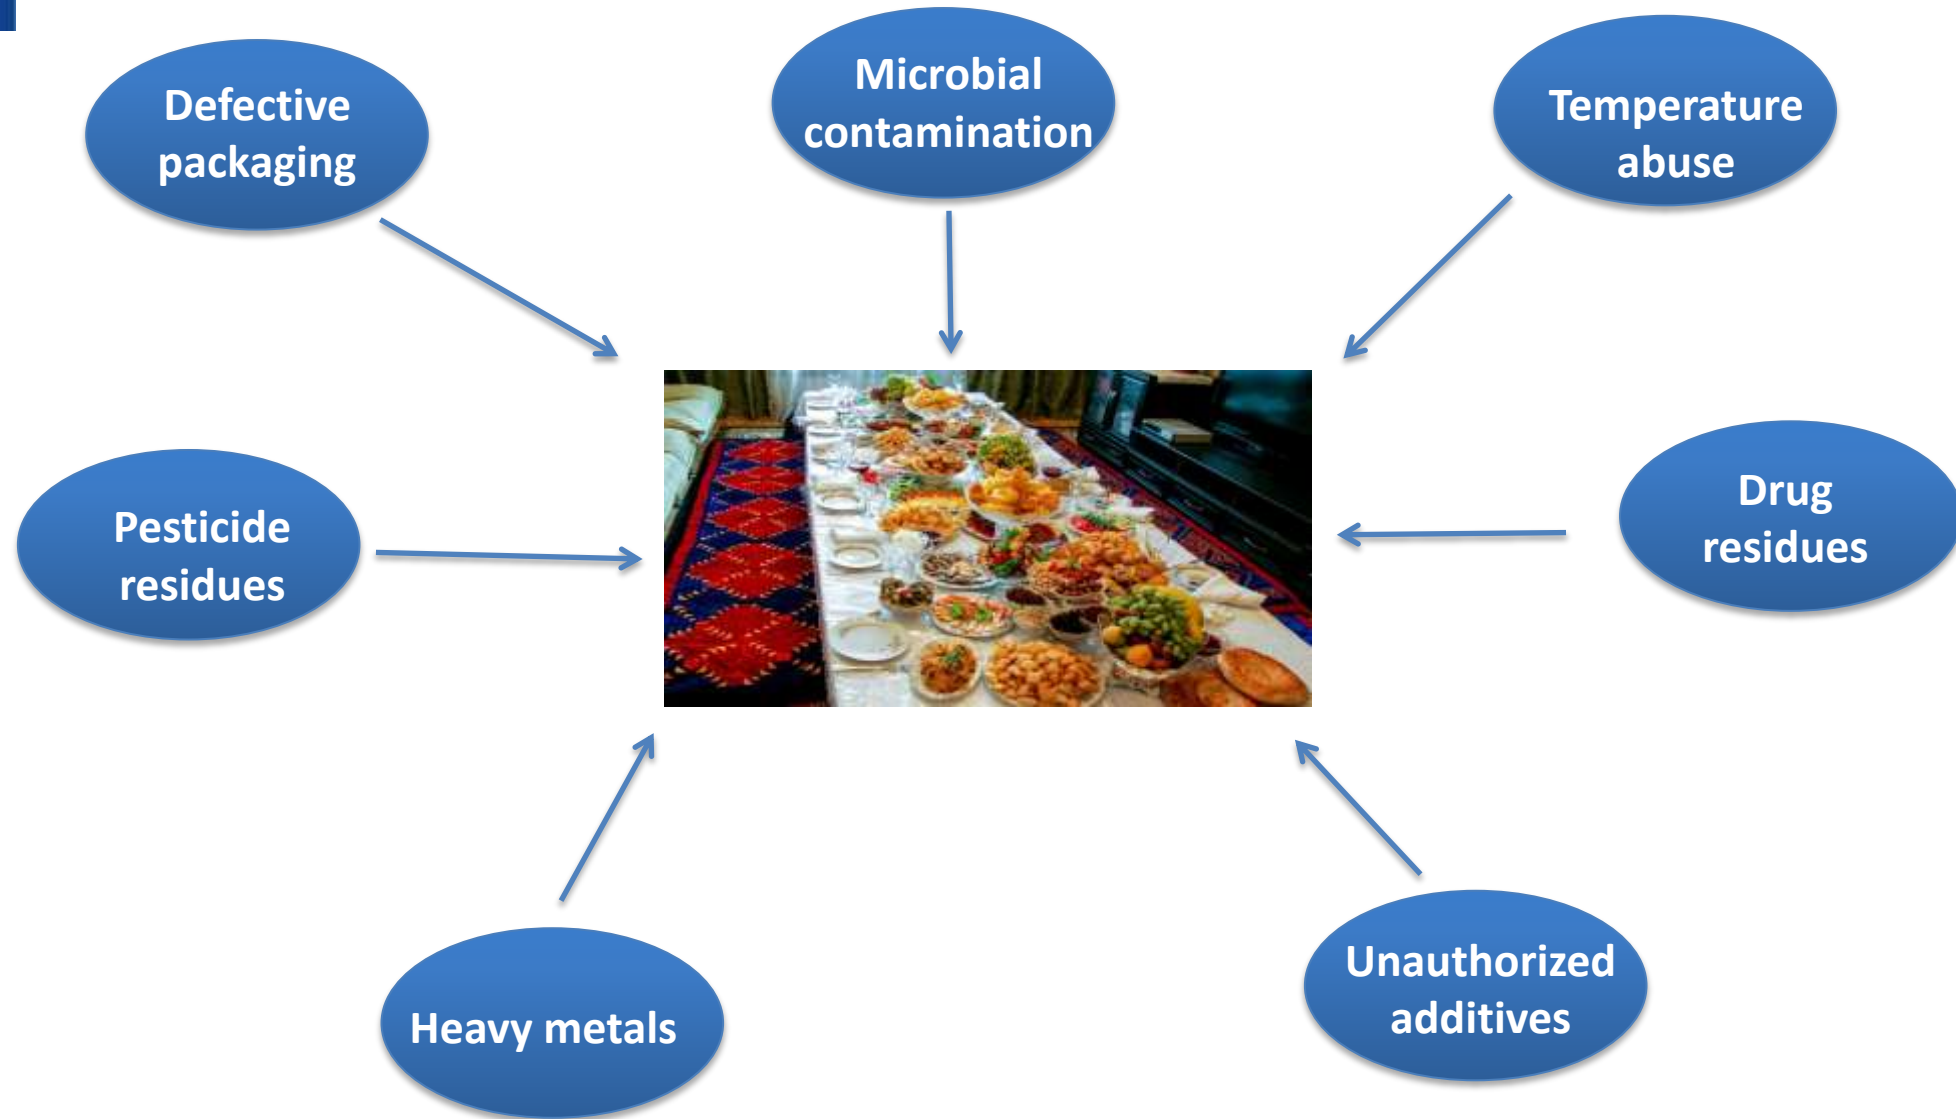 Defective
packaging
Microbial
contamination
Temperature
abuse
Pesticide
residues
Drug
residues
Heavy metals
Unauthorized
additives